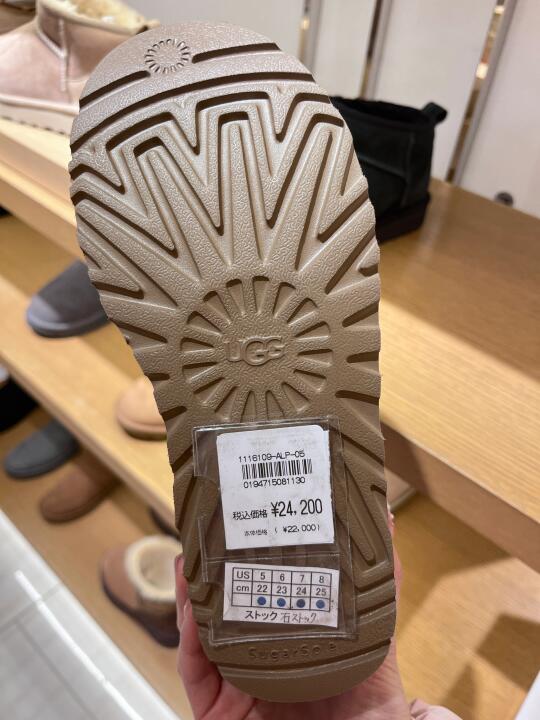 UGG
1116109-ALP-05
0194715081130
税込価格 ¥24,200
本体価格 ( ¥22,000)
US 5 6 7 8
cm 22 23 24 25
ストック 右ストック
SugarSole